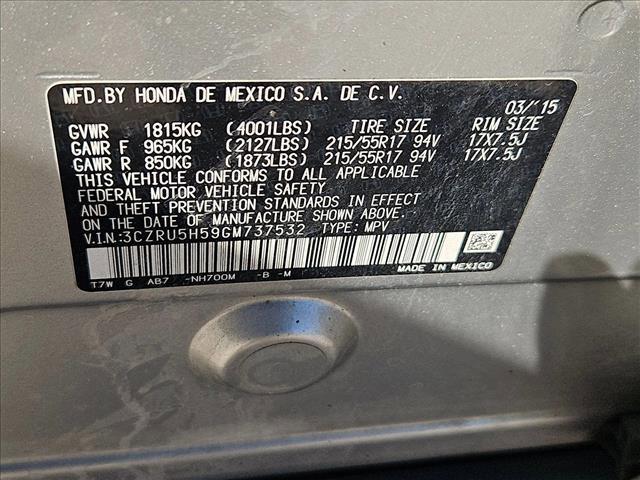 MFD.BY HONDA DE MEXICO S.A. DE C.V.
03/'15
GVWR 1815KG (4001LBS) TIRE SIZE RIM SIZE
GAWR F 965KG (2127LBS) 215/55R17 94V 17X7.5J
GAWR R 850KG (1873LBS) 215/55R17 94V 17X7.5J
THIS VEHICLE CONFORMS TO ALL APPLICABLE
FEDERAL MOTOR VEHICLE SAFETY
AND THEFT PREVENTION STANDARDS IN EFFECT
ON THE DATE OF MANUFACTURE SHOWN ABOVE.
V.I.N:3CZRU5H59GM737532 TYPE: MPV
MADE IN MEXICO
T7W G AB7 -NH700M -B -M